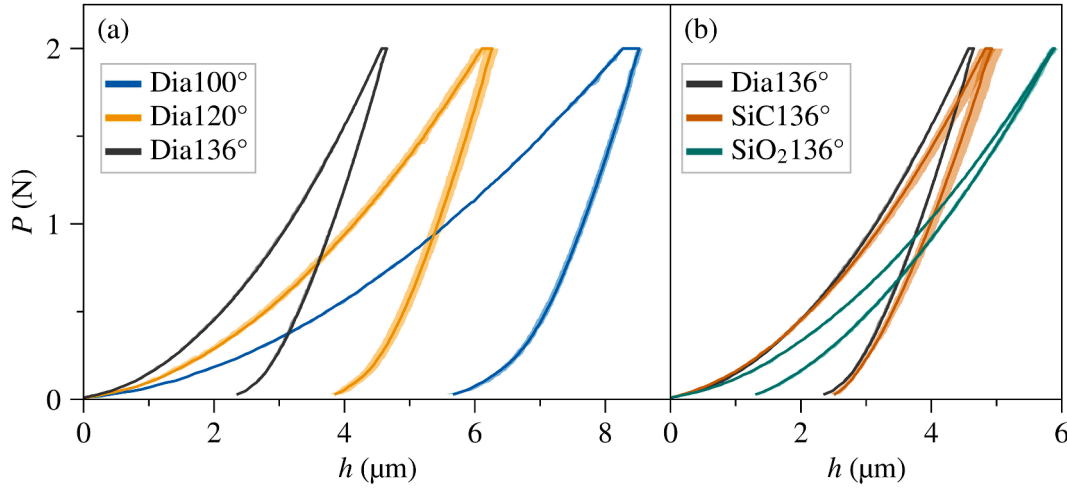 (a)
Dia100°
Dia120°
Dia136°
P (N)
2
1
0
0
2
4
6
8
h (μm)
(b)
Dia136°
SiC136°
SiO₂136°
0
2
4
6
h (μm)